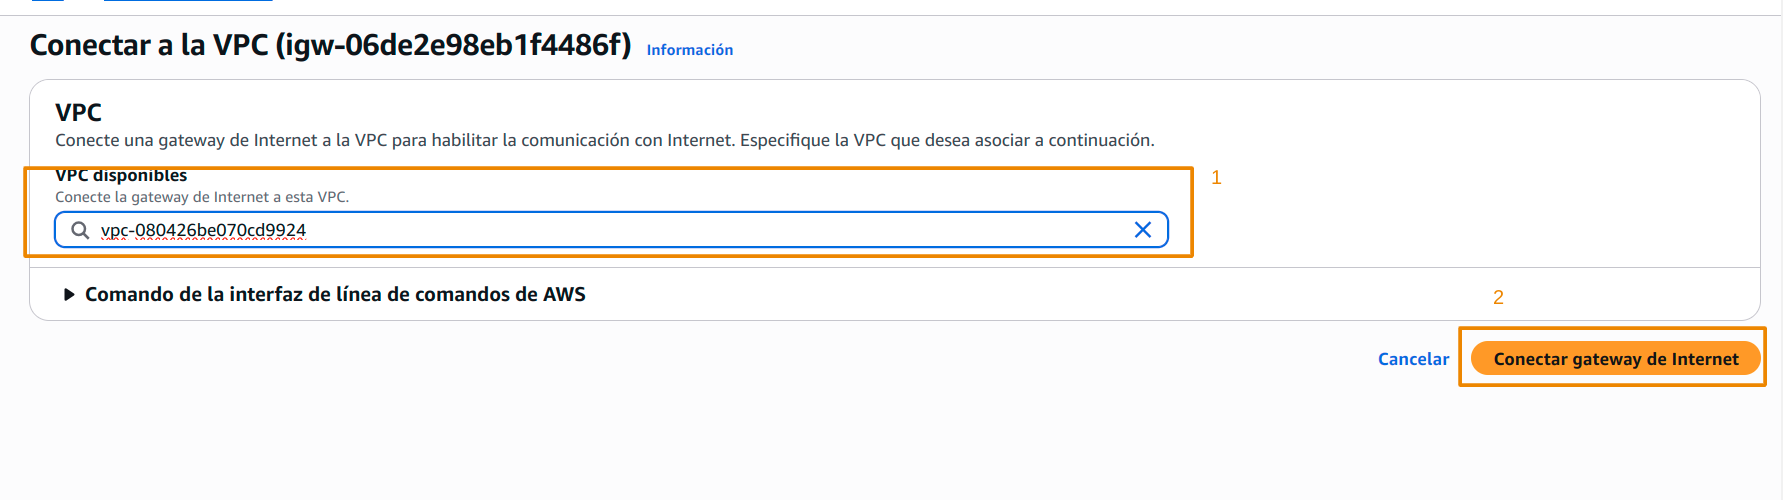 Conectar a la VPC (igw-06de2e98eb1f4486f) Información
VPC
Conecte una gateway de Internet a la VPC para habilitar la comunicación con Internet. Especifique la VPC que desea asociar a continuación.
VPC disponibles
1
Conecte la gateway de Internet a esta VPC.
vpc-080426be070cd9924
Comando de la interfaz de línea de comandos de AWS
2
Cancelar Conectar gateway de Internet